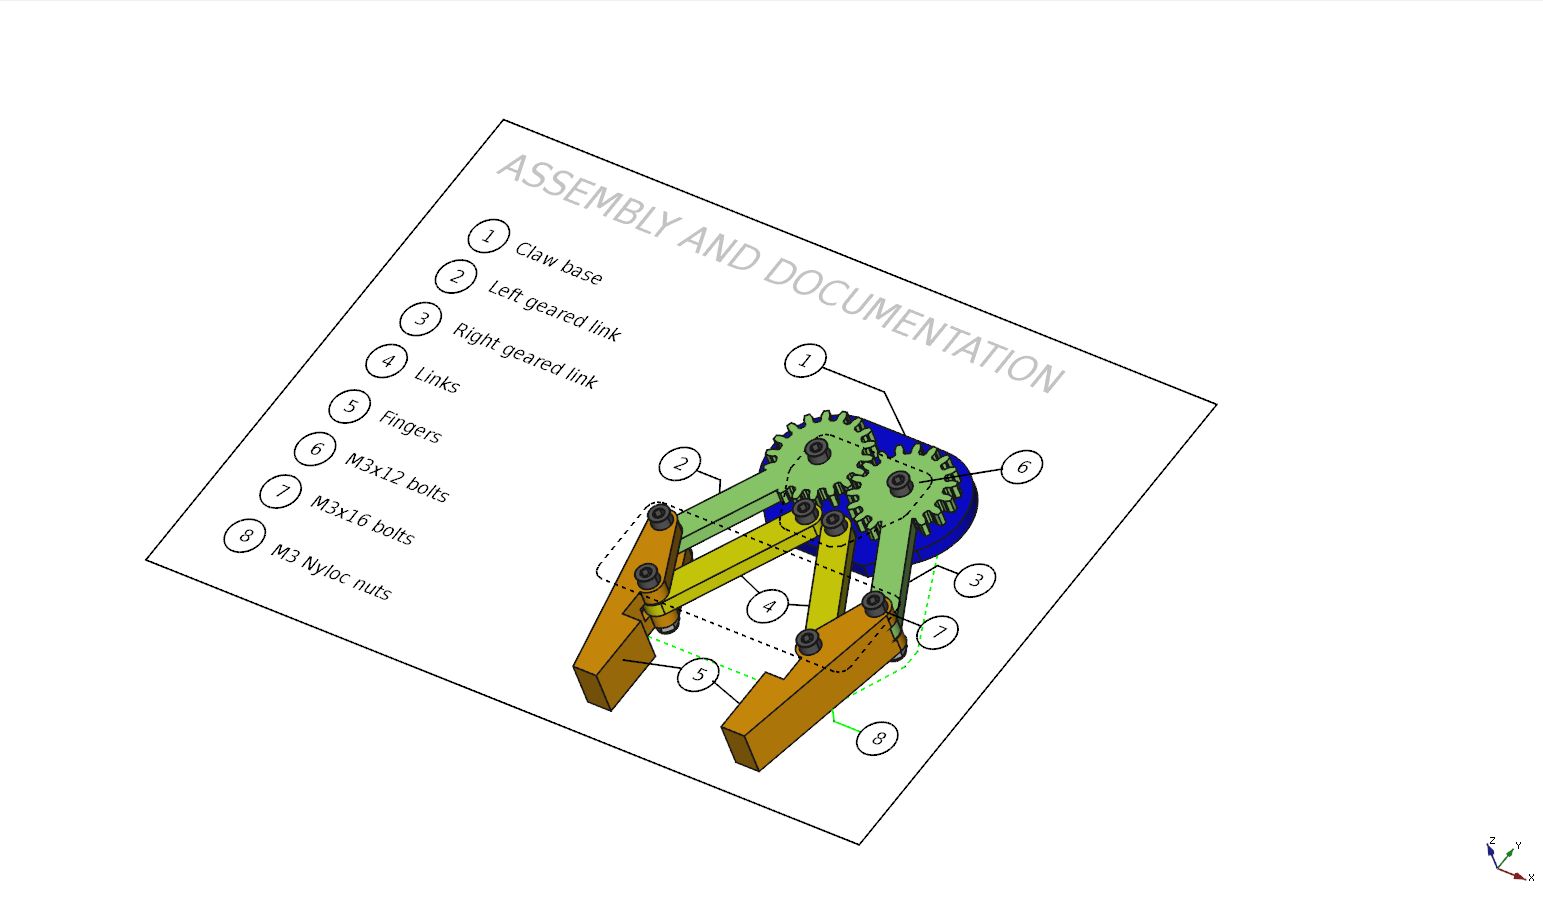 ASSEMBLY AND DOCUMENTATION
1 Claw base
2 Left geared link
3 Right geared link
4 Links
5 Fingers
6 M3x12 bolts
7 M3x16 bolts
8 M3 Nyloc nuts
1
2
6
3
4
7
5
8
Z
Y
X